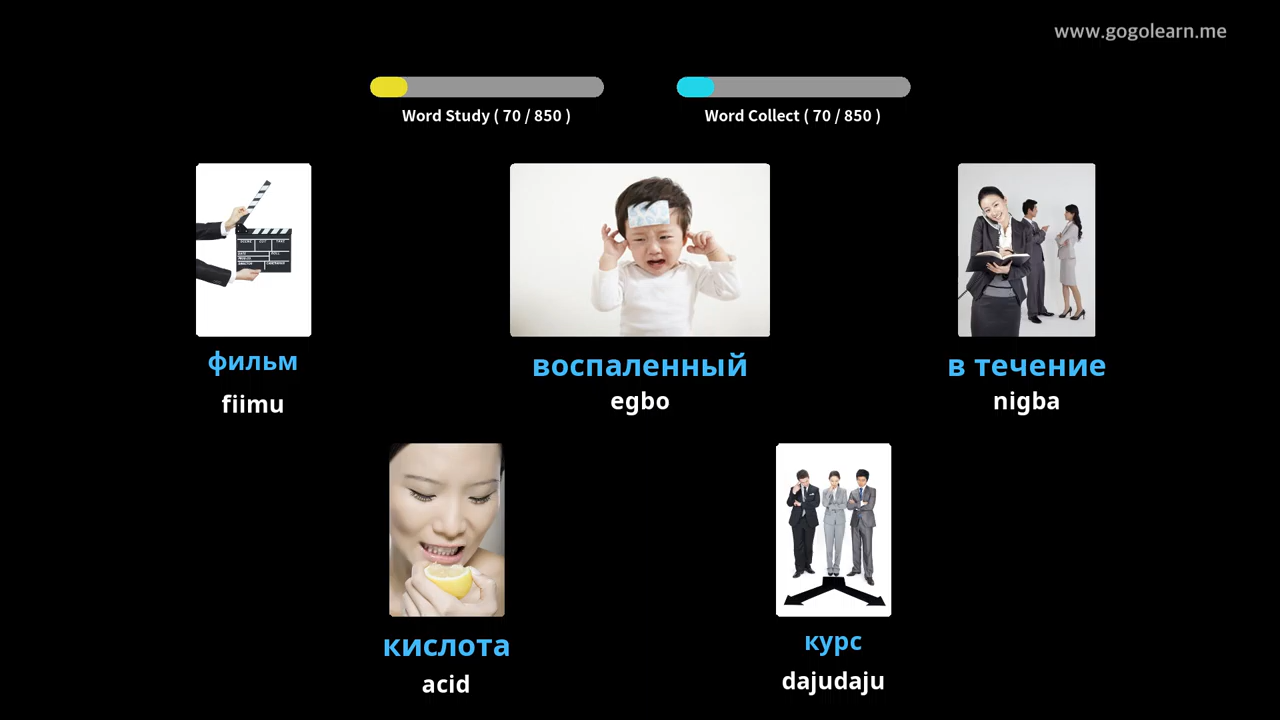 www.gogolearn.me
Word Study ( 70 / 850 )
Word Collect ( 70 / 850 )
фильм
fiimu
воспаленный
egbo
в течение
nigba
кислота
acid
курс
dajudaju